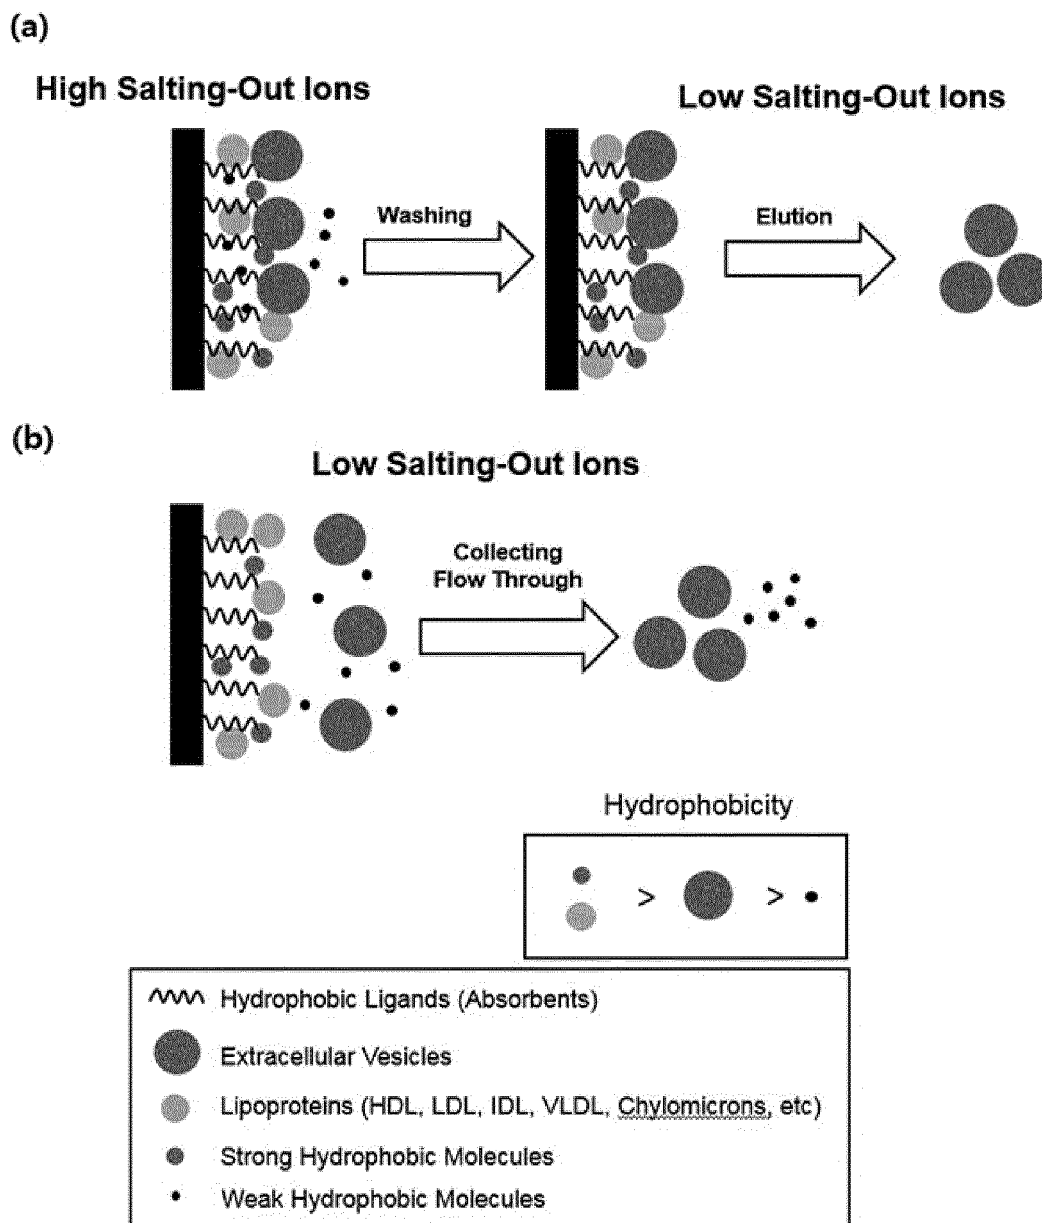 (a)
High Salting-Out Ions
Low Salting-Out Ions
Washing
Elution
(b)
Low Salting-Out Ions
Collecting
Flow Through
Hydrophobicity
> >
Hydrophobic Ligands (Absorbents)
Extracellular Vesicles
Lipoproteins (HDL, LDL, IDL, VLDL, Chylomicrons, etc)
Strong Hydrophobic Molecules
Weak Hydrophobic Molecules